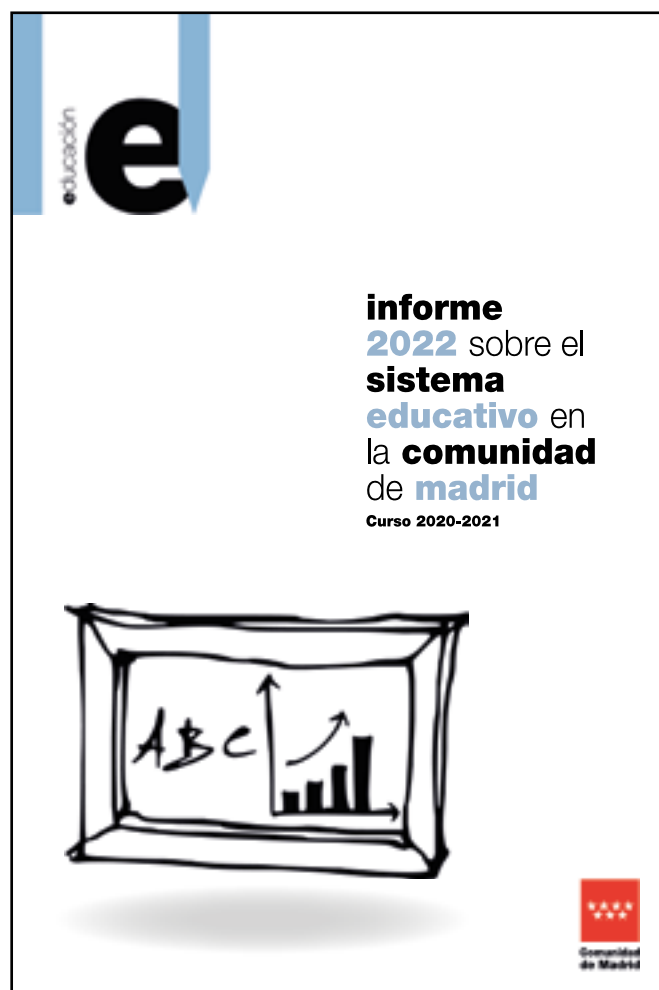 educación
e
informe
2022 sobre el
sistema
educativo en
la comunidad
de madrid
Curso 2020-2021
ABC
Comunidad
de Madrid